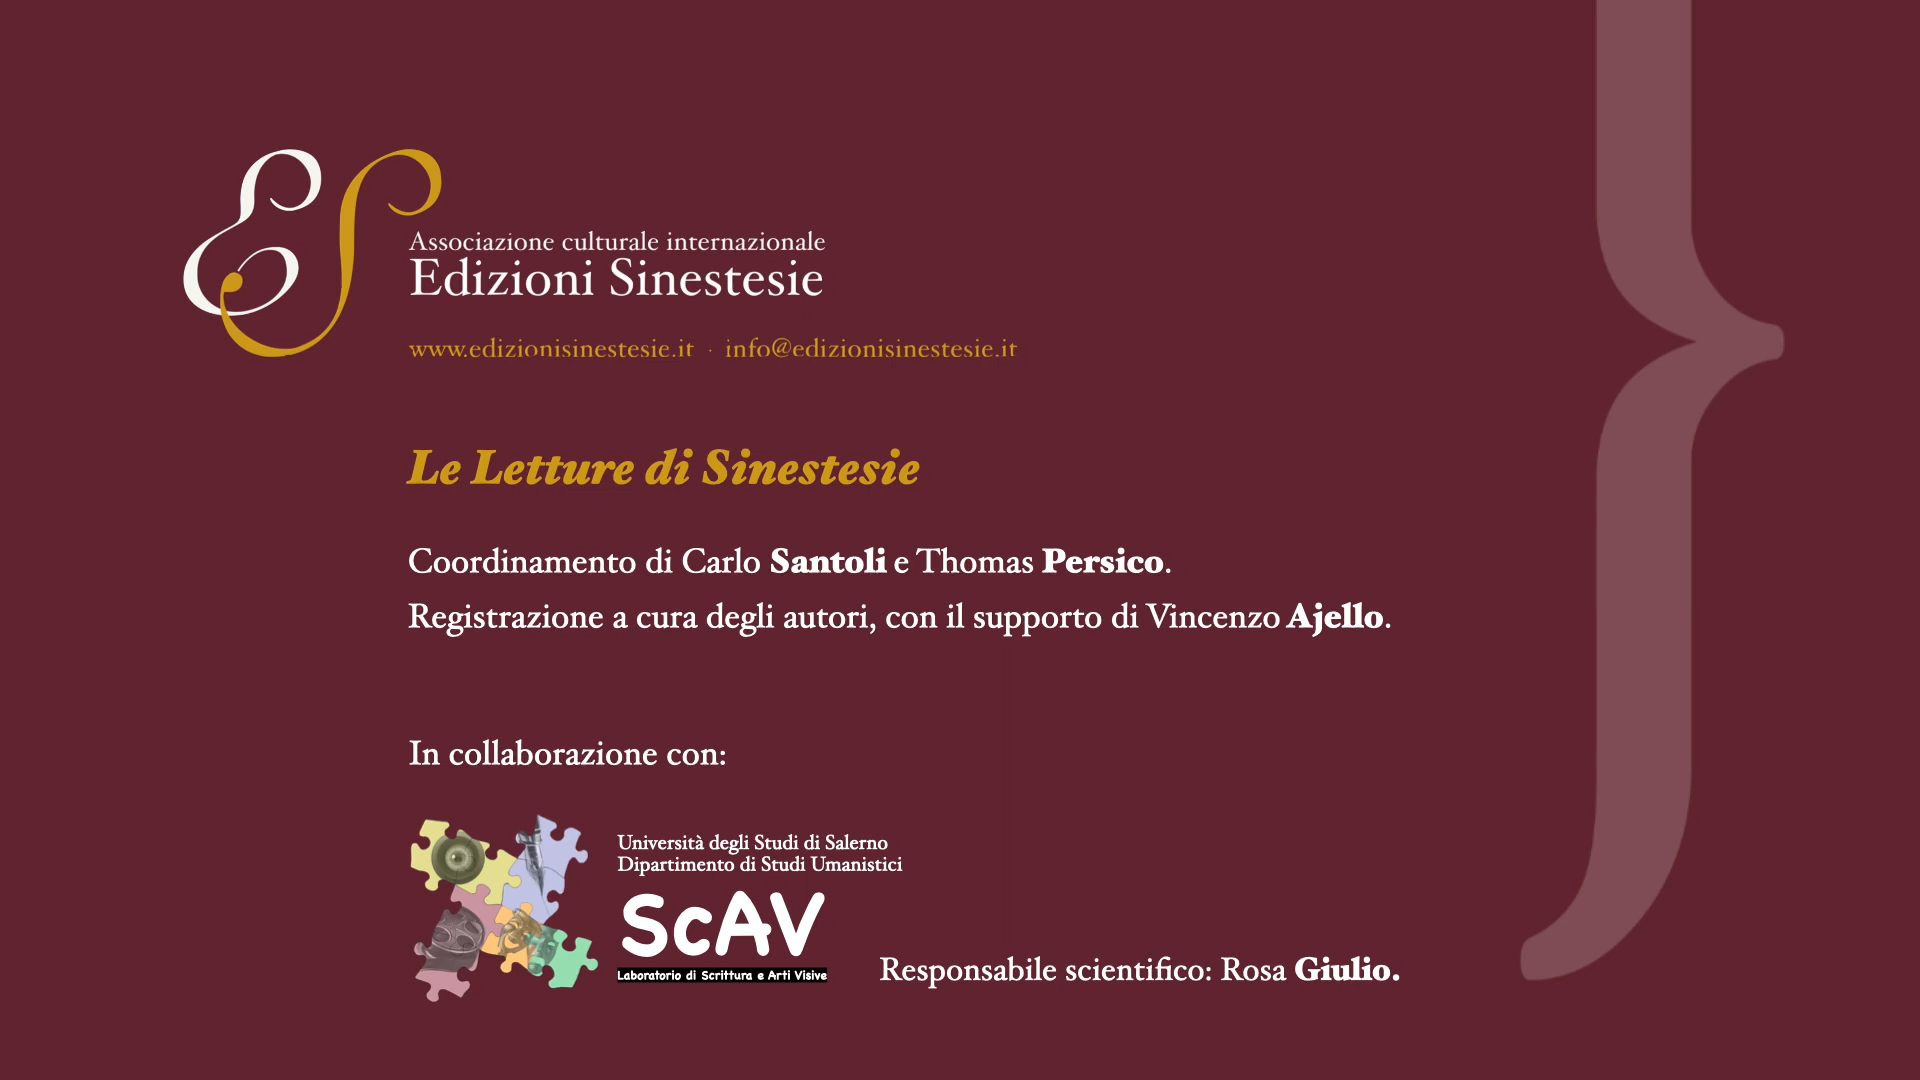 ES
Associazione culturale internazionale
Edizioni Sinestesie
www.edizionisinestesie.it · info@edizionisinestesie.it
Le Letture di Sinestesie
Coordinamento di Carlo Santoli e Thomas Persico.
Registrazione a cura degli autori, con il supporto di Vincenzo Ajello.
In collaborazione con:
Università degli Studi di Salerno
Dipartimento di Studi Umanistici
ScAV
Laboratorio di Scrittura e Arti Visive
Responsabile scientifico: Rosa Giulio.